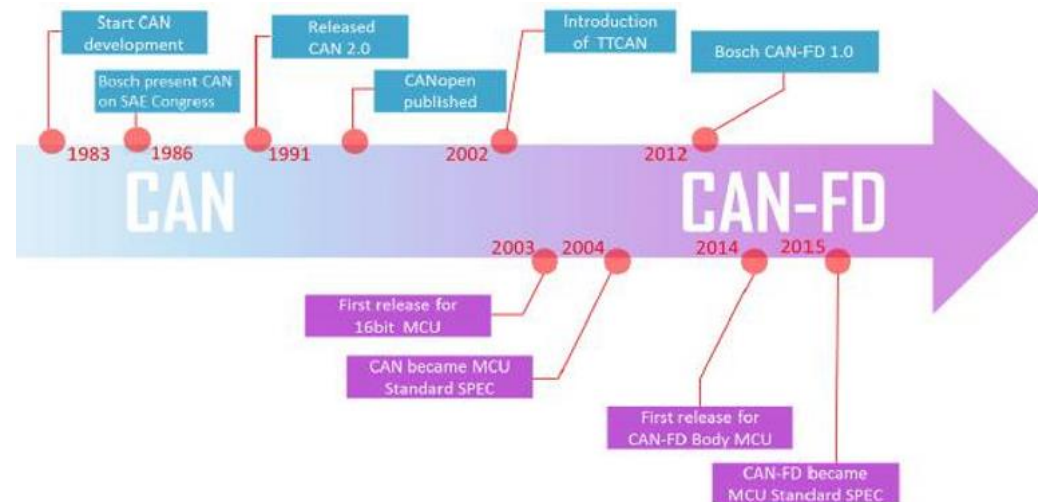 Start CAN
development
Bosch present CAN
on SAE Congress
Released
CAN 2.0
CANopen
published
Introduction
of TTCAN
Bosch CAN-FD 1.0
1983
1986
1991
2002
2012
CAN
CAN-FD
2003
2004
2014
2015
First release for
16bit MCU
CAN became MCU
Standard SPEC
First release for
CAN-FD Body MCU
CAN-FD became
MCU Standard SPEC